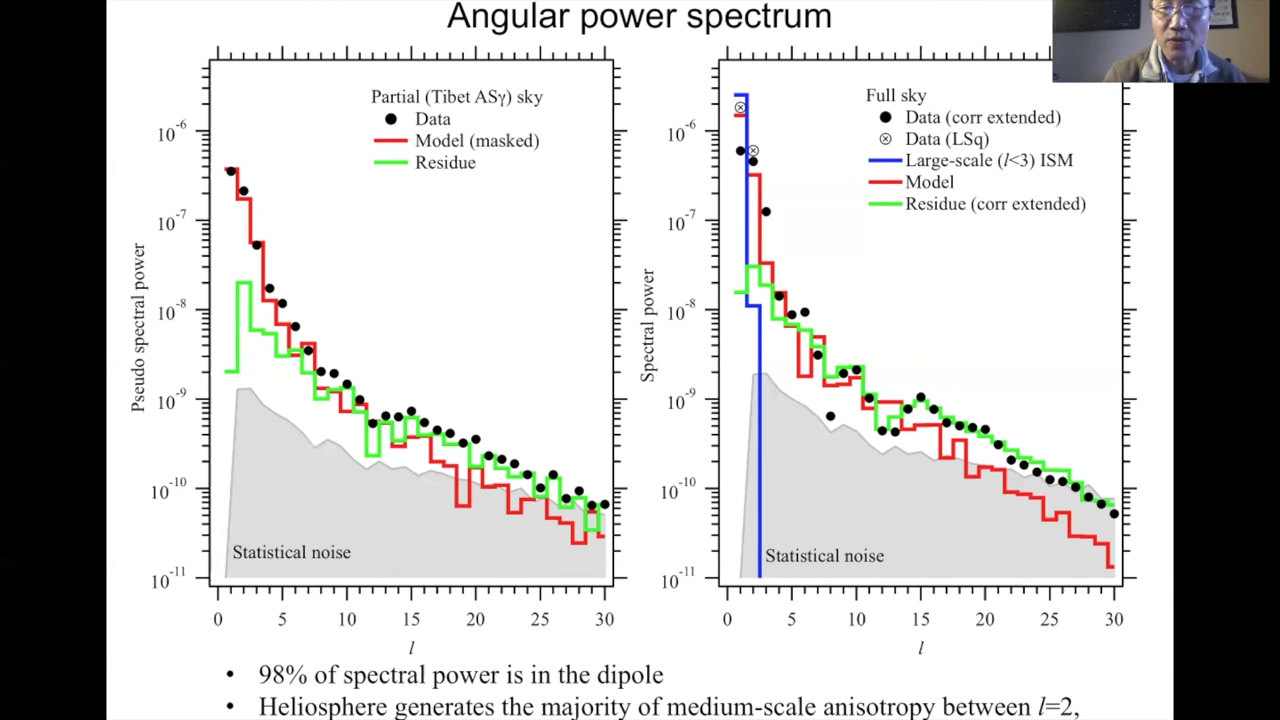 Angular power spectrum
Partial (Tibet ASγ) sky
Data
Model (masked)
Residue
Pseudo spectral power
10-6
10-7
10-8
10-9
10-10
10-11
Statistical noise
0 5 10 15 20 25 30
l
Full sky
Data (corr extended)
Data (LSq)
Large-scale (l<3) ISM
Model
Residue (corr extended)
Spectral power
10-6
10-7
10-8
10-9
10-10
10-11
Statistical noise
0 5 10 15 20 25 30
l
• 98% of spectral power is in the dipole
• Heliosphere generates the majority of medium-scale anisotropy between l=2,